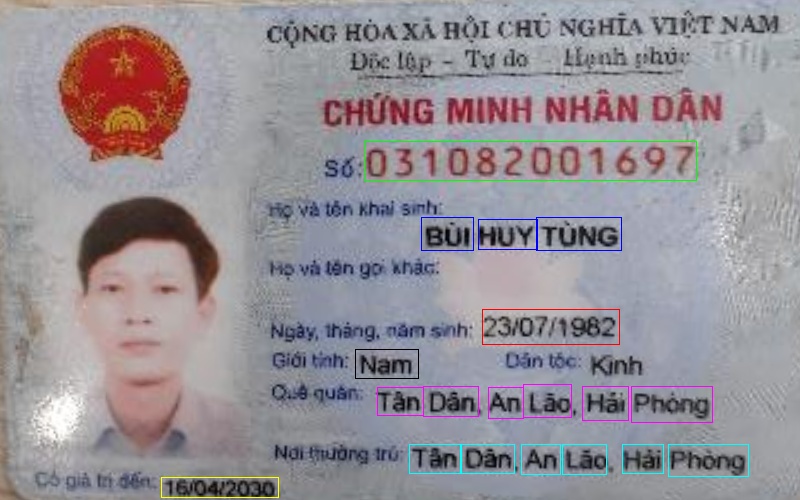 CỘNG HÒA XÃ HỘI CHỦ NGHĨA VIỆT NAM
Độc lập - Tự do - Hạnh phúc
CHỨNG MINH NHÂN DÂN
Số: 031082001697
Họ và tên khai sinh:
BÙI HUY TÙNG
Họ và tên gọi khác:
Ngày, tháng, năm sinh: 23/07/1982
Giới tính: Nam Dân tộc: Kinh
Quê quán: Tân Dân, An Lão, Hải Phòng
Nơi thường trú: Tân Dân, An Lão, Hải Phòng
Có giá trị đến: 16/04/2030